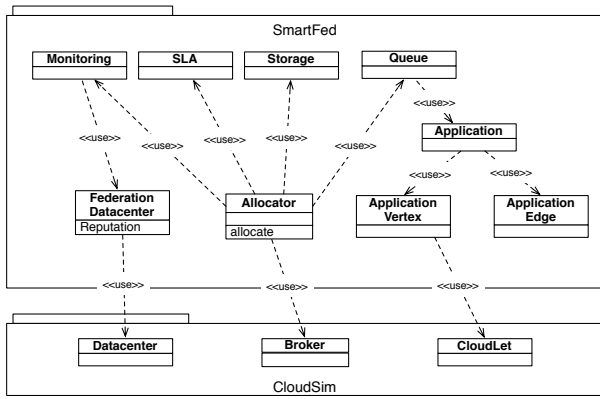 SmartFed
Monitoring
SLA
Storage
Queue
<<use>>
Application
<<use>>
<<use>>
<<use>>
<<use>>
<<use>>
<<use>>
<<use>>
Federation
Datacenter
Reputation
Allocator
allocate
Application
Vertex
Application
Edge
<<use>>
<<use>>
<<use>>
Datacenter
Broker
CloudLet
CloudSim